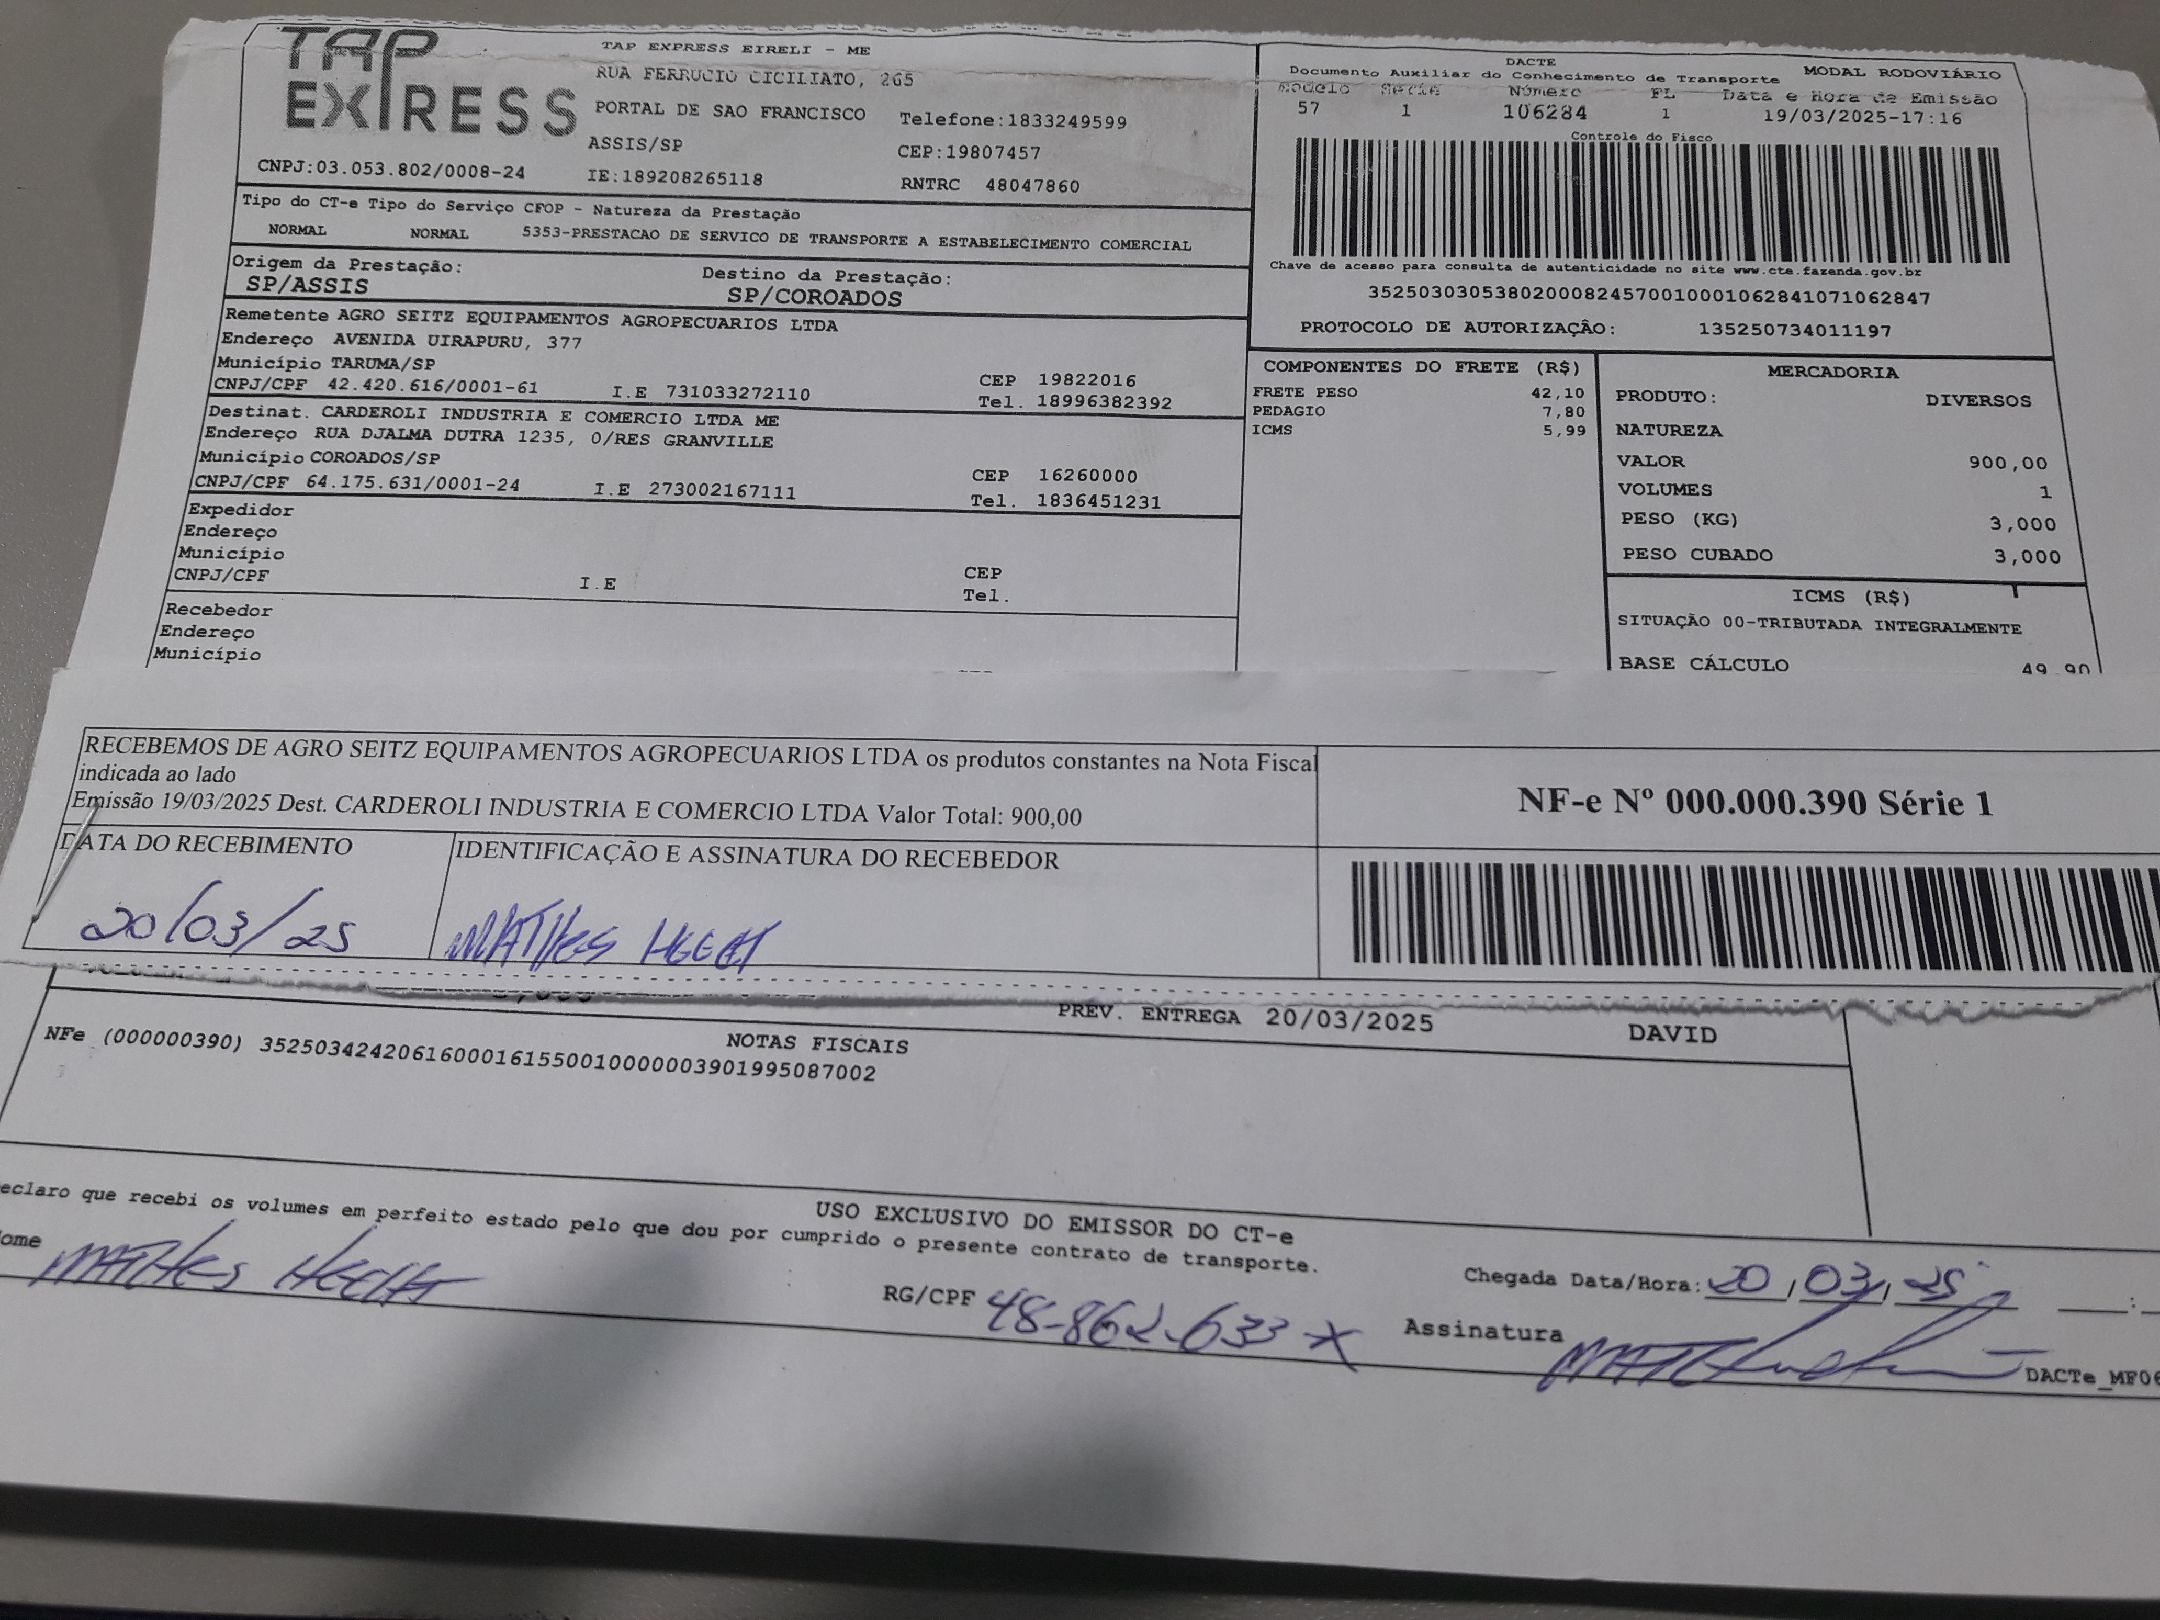 TAP
EXPRESS
TAP EXPRESS EIRELI - ME
RUA FERRUCIO CICILIATO, 265
PORTAL DE SAO FRANCISCO Telefone:1833249599
ASSIS/SP CEP:19807457
CNPJ:03.053.802/0008-24 IE:189208265118 RNTRC 48047860
DACTE
Documento Auxiliar do Conhecimento de Transporte MODAL RODOVIÁRIO
Modelo Série Número FL Data e Hora de Emissão
57 1 106284 1 19/03/2025-17:16
Controle do Fisco
Chave de acesso para consulta de autenticidade no site www.cte.fazenda.gov.br
35250303053802000824570010001062841071062847
PROTOCOLO DE AUTORIZAÇÃO: 135250734011197
Tipo do CT-e Tipo do Serviço CFOP - Natureza da Prestação
NORMAL NORMAL 5353-PRESTACAO DE SERVICO DE TRANSPORTE A ESTABELECIMENTO COMERCIAL
Origem da Prestação: Destino da Prestação:
SP/ASSIS SP/COROADOS
Remetente AGRO SEITZ EQUIPAMENTOS AGROPECUARIOS LTDA
Endereço AVENIDA UIRAPURU, 377
Município TARUMA/SP CEP 19822016
CNPJ/CPF 42.420.616/0001-61 I.E 731033272110 Tel. 18996382392
Destinat. CARDEROLI INDUSTRIA E COMERCIO LTDA ME
Endereço RUA DJALMA DUTRA 1235, 0/RES GRANVILLE
Município COROADOS/SP CEP 16260000
CNPJ/CPF 64.175.631/0001-24 I.E 273002167111 Tel. 1836451231
Expedidor
Endereço
Município CEP
CNPJ/CPF I.E Tel.
Recebedor
Endereço
Município
COMPONENTES DO FRETE (R$)
FRETE PESO 42,10
PEDAGIO 7,80
ICMS 5,99
MERCADORIA
PRODUTO: DIVERSOS
NATUREZA
VALOR 900,00
VOLUMES 1
PESO (KG) 3,000
PESO CUBADO 3,000
ICMS (R$)
SITUAÇÃO 00-TRIBUTADA INTEGRALMENTE
BASE CÁLCULO 49,90
RECEBEMOS DE AGRO SEITZ EQUIPAMENTOS AGROPECUARIOS LTDA os produtos constantes na Nota Fiscal
indicada ao lado
Emissão 19/03/2025 Dest. CARDEROLI INDUSTRIA E COMERCIO LTDA Valor Total: 900,00
NF-e Nº 000.000.390 Série 1
DATA DO RECEBIMENTO IDENTIFICAÇÃO E ASSINATURA DO RECEBEDOR
20/03/25
PREV. ENTREGA 20/03/2025 DAVID
NOTAS FISCAIS
NFe (000000390) 35250342420616000161550010000003901995087002
USO EXCLUSIVO DO EMISSOR DO CT-e
eclaro que recebi os volumes em perfeito estado pelo que dou por cumprido o presente contrato de transporte.
ome RG/CPF 48-862.633-X Chegada Data/Hora: 20/03/25 :
Assinatura
DACTe_MF06